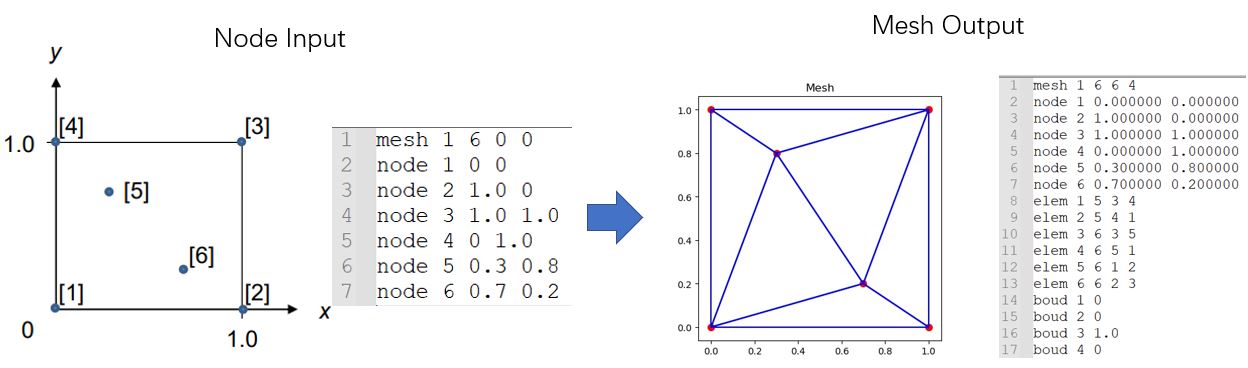 Node Input
y
[4]
[3]
1.0
[5]
[6]
[1]
[2]
x
0
1.0
1 mesh 1 6 0 0
2 node 1 0 0
3 node 2 1.0 0
4 node 3 1.0 1.0
5 node 4 0 1.0
6 node 5 0.3 0.8
7 node 6 0.7 0.2
Mesh Output
Mesh
1.0
0.8
0.6
0.4
0.2
0.0
0.0 0.2 0.4 0.6 0.8 1.0
1 mesh 1 6 6 4
2 node 1 0.000000 0.000000
3 node 2 1.000000 0.000000
4 node 3 1.000000 1.000000
5 node 4 0.000000 1.000000
6 node 5 0.300000 0.800000
7 node 6 0.700000 0.200000
8 elem 1 5 3 4
9 elem 2 5 4 1
10 elem 3 6 3 5
11 elem 4 6 5 1
12 elem 5 6 1 2
13 elem 6 6 2 3
14 boud 1 0
15 boud 2 0
16 boud 3 1.0
17 boud 4 0